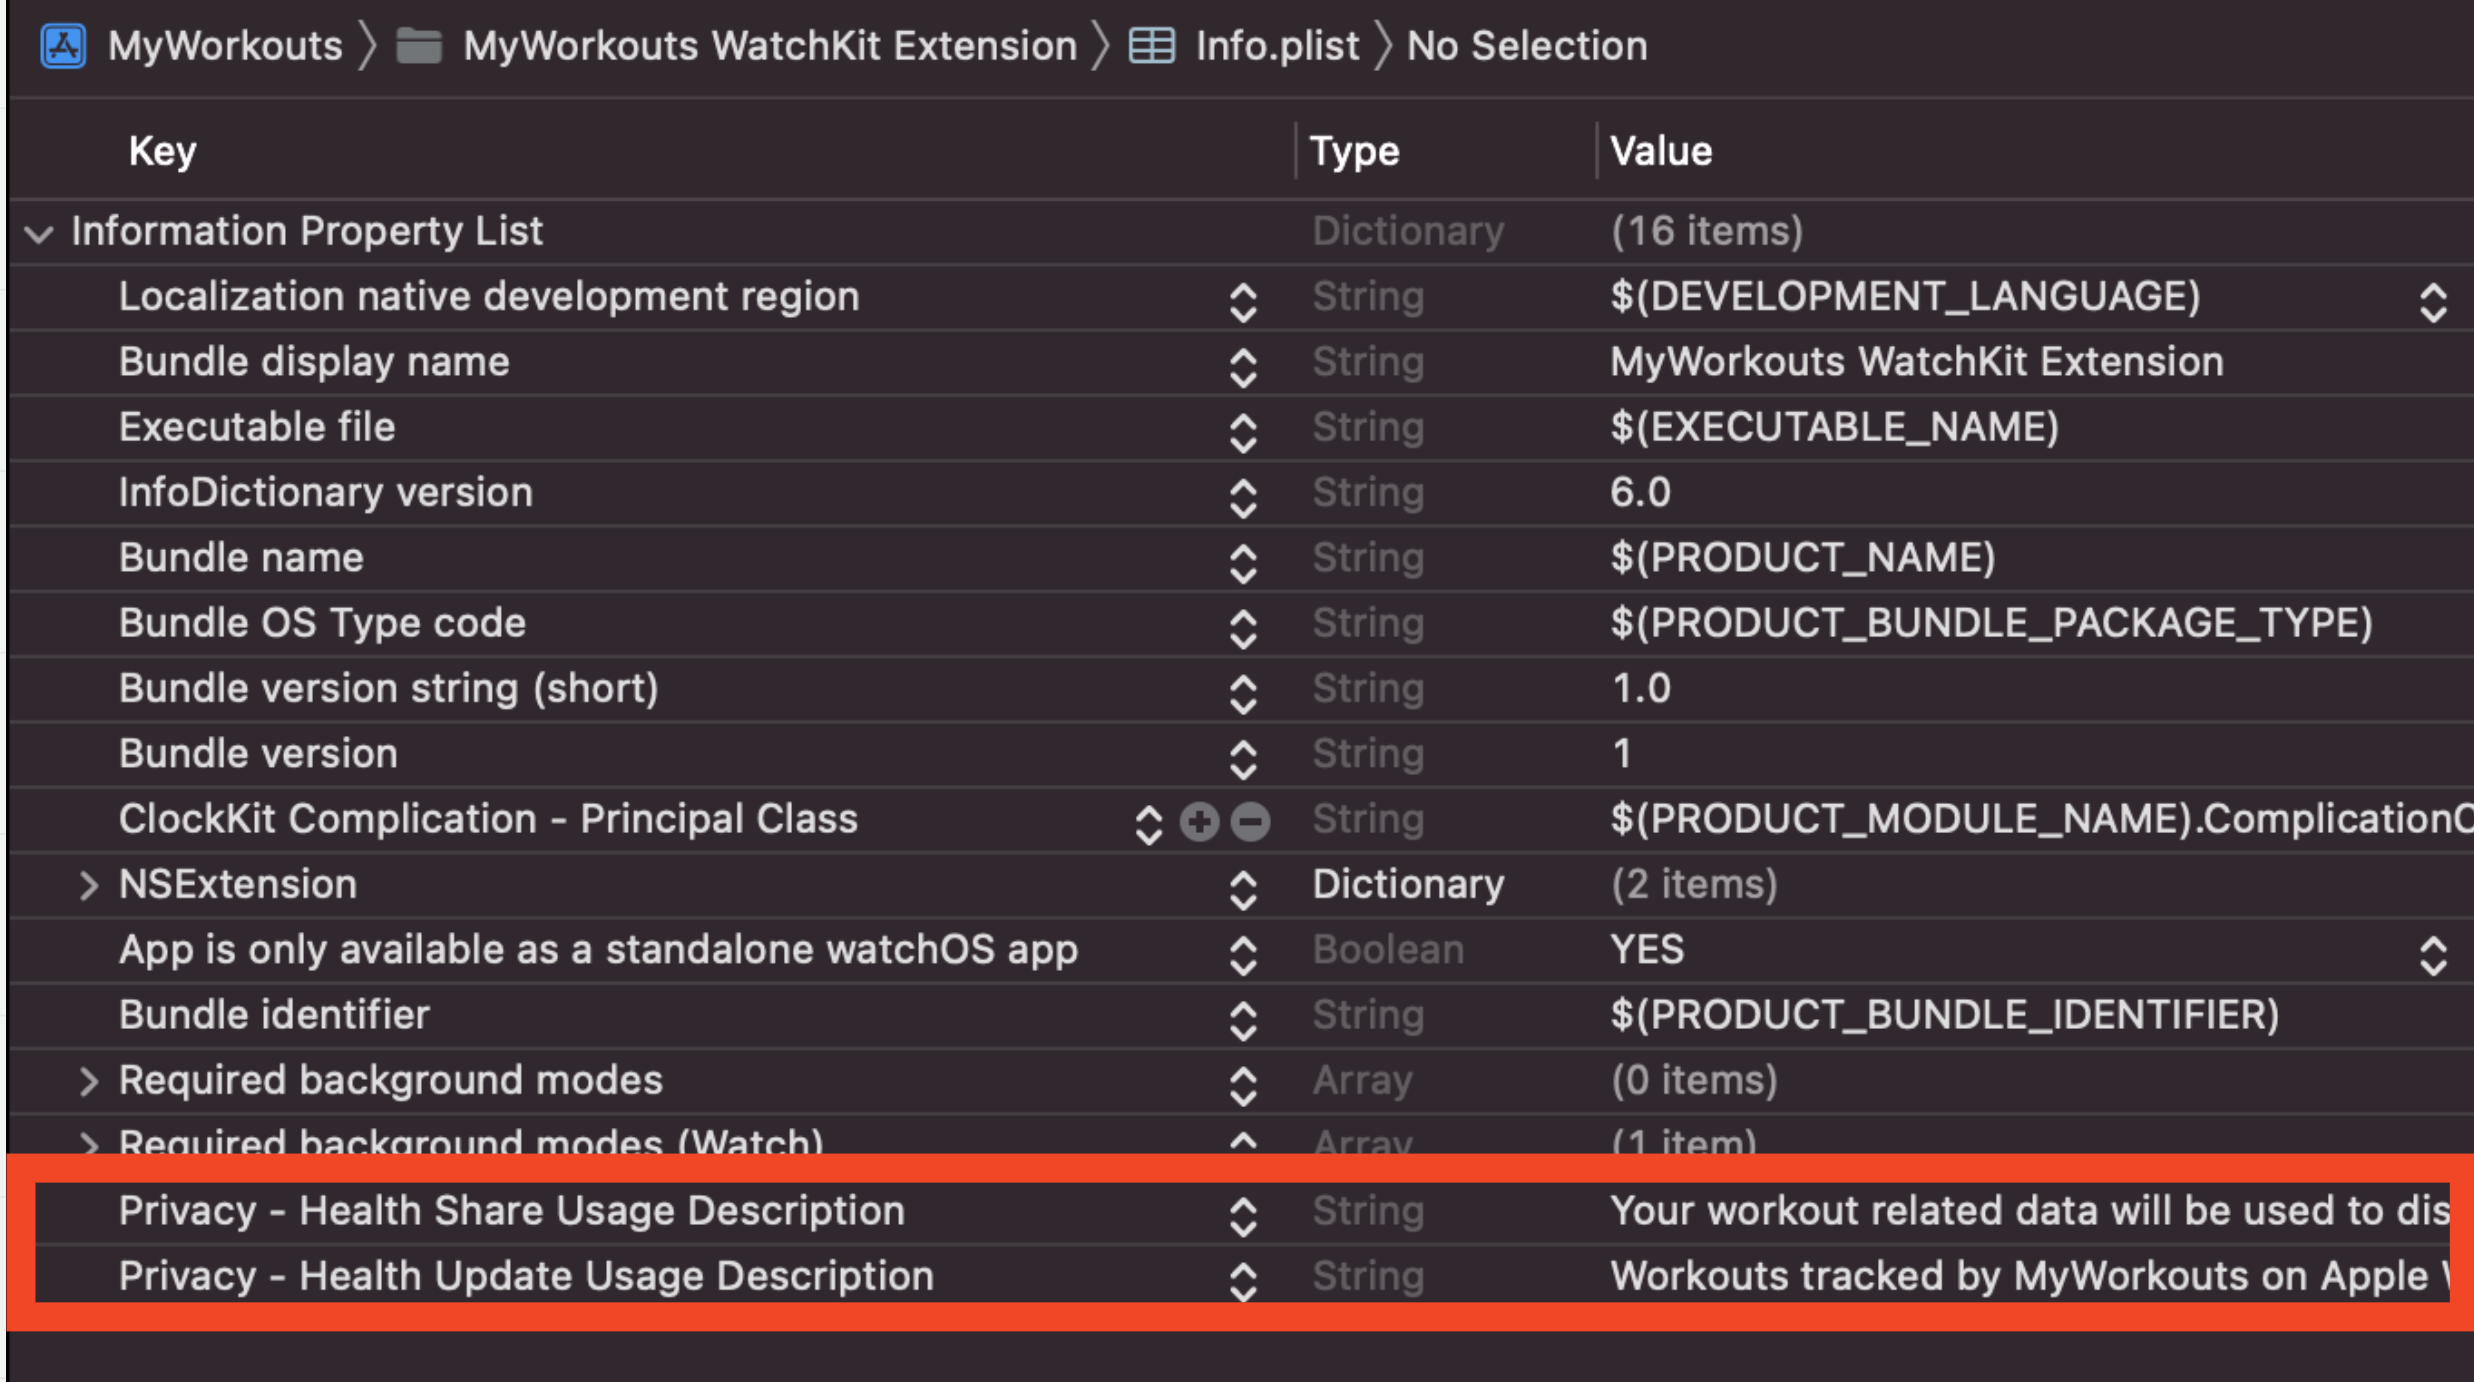 MyWorkouts 〉 MyWorkouts WatchKit Extension 〉 Info.plist 〉 No Selection
Key Type Value
Information Property List Dictionary (16 items)
Localization native development region String $(DEVELOPMENT_LANGUAGE)
Bundle display name String MyWorkouts WatchKit Extension
Executable file String $(EXECUTABLE_NAME)
InfoDictionary version String 6.0
Bundle name String $(PRODUCT_NAME)
Bundle OS Type code String $(PRODUCT_BUNDLE_PACKAGE_TYPE)
Bundle version string (short) String 1.0
Bundle version String 1
ClockKit Complication - Principal Class String $(PRODUCT_MODULE_NAME).ComplicationC
NSExtension Dictionary (2 items)
App is only available as a standalone watchOS app Boolean YES
Bundle identifier String $(PRODUCT_BUNDLE_IDENTIFIER)
Required background modes Array (0 items)
Required background modes (Watch) Array (1 item)
Privacy - Health Share Usage Description String Your workout related data will be used to dis
Privacy - Health Update Usage Description String Workouts tracked by MyWorkouts on Apple